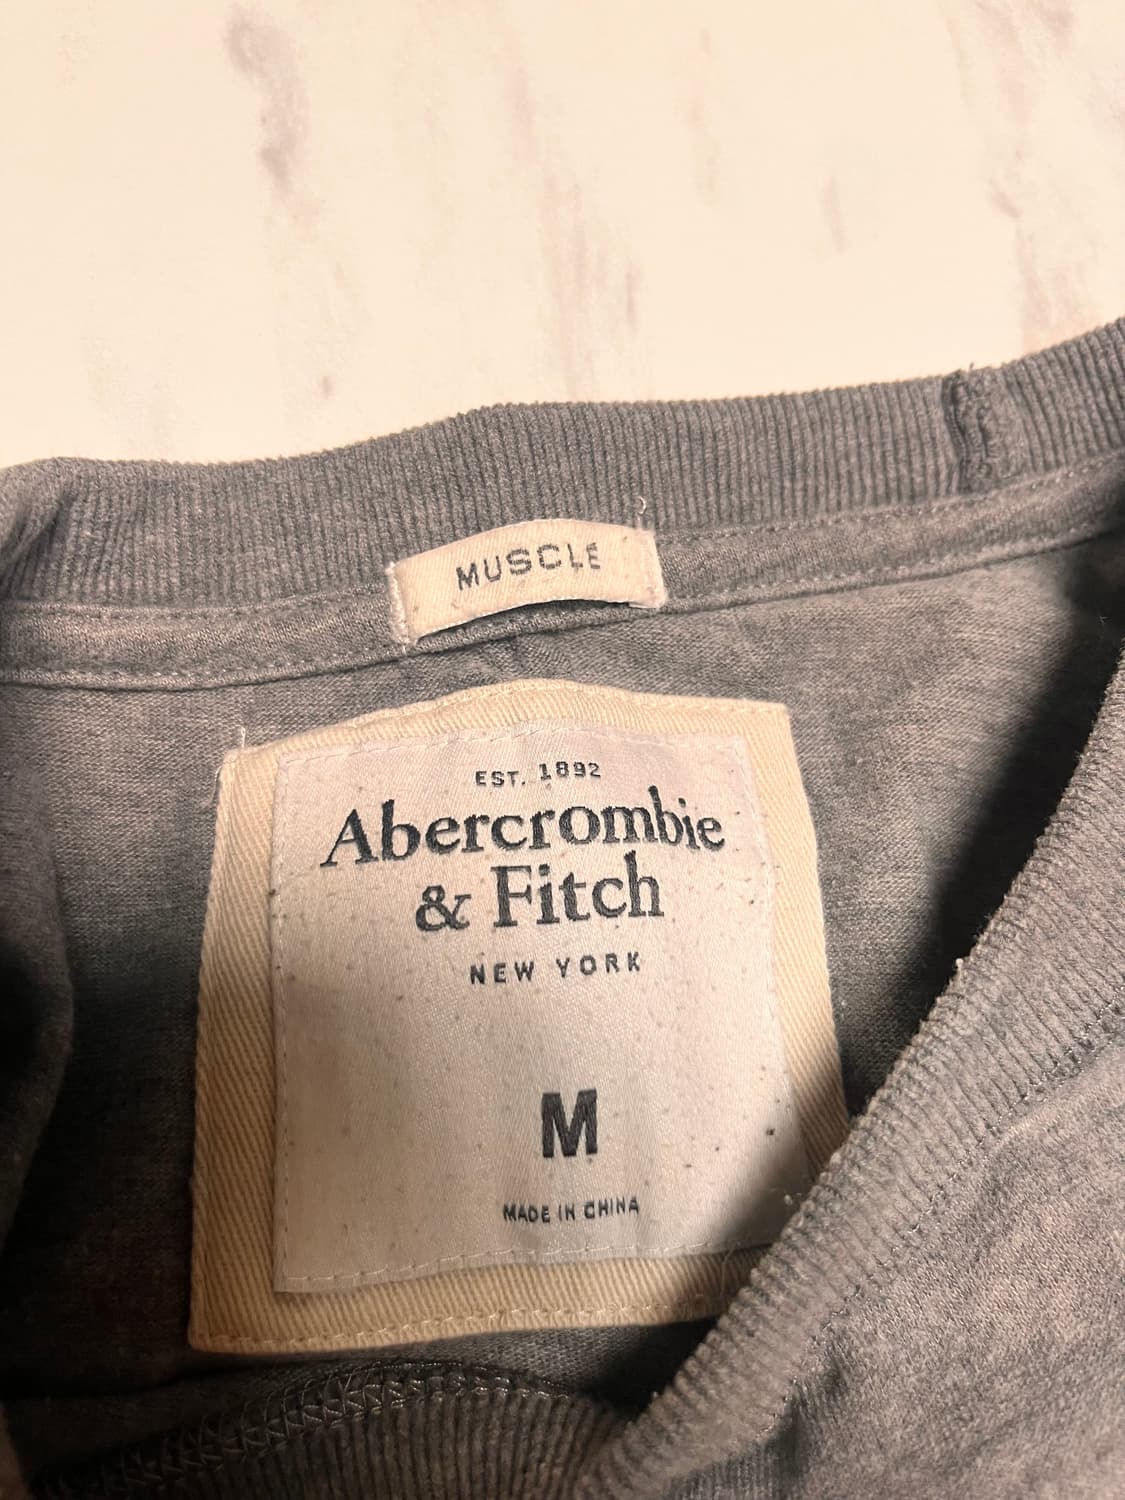 MUSCLE
EST. 1892
Abercrombie
& Fitch
NEW YORK
M
MADE IN CHINA